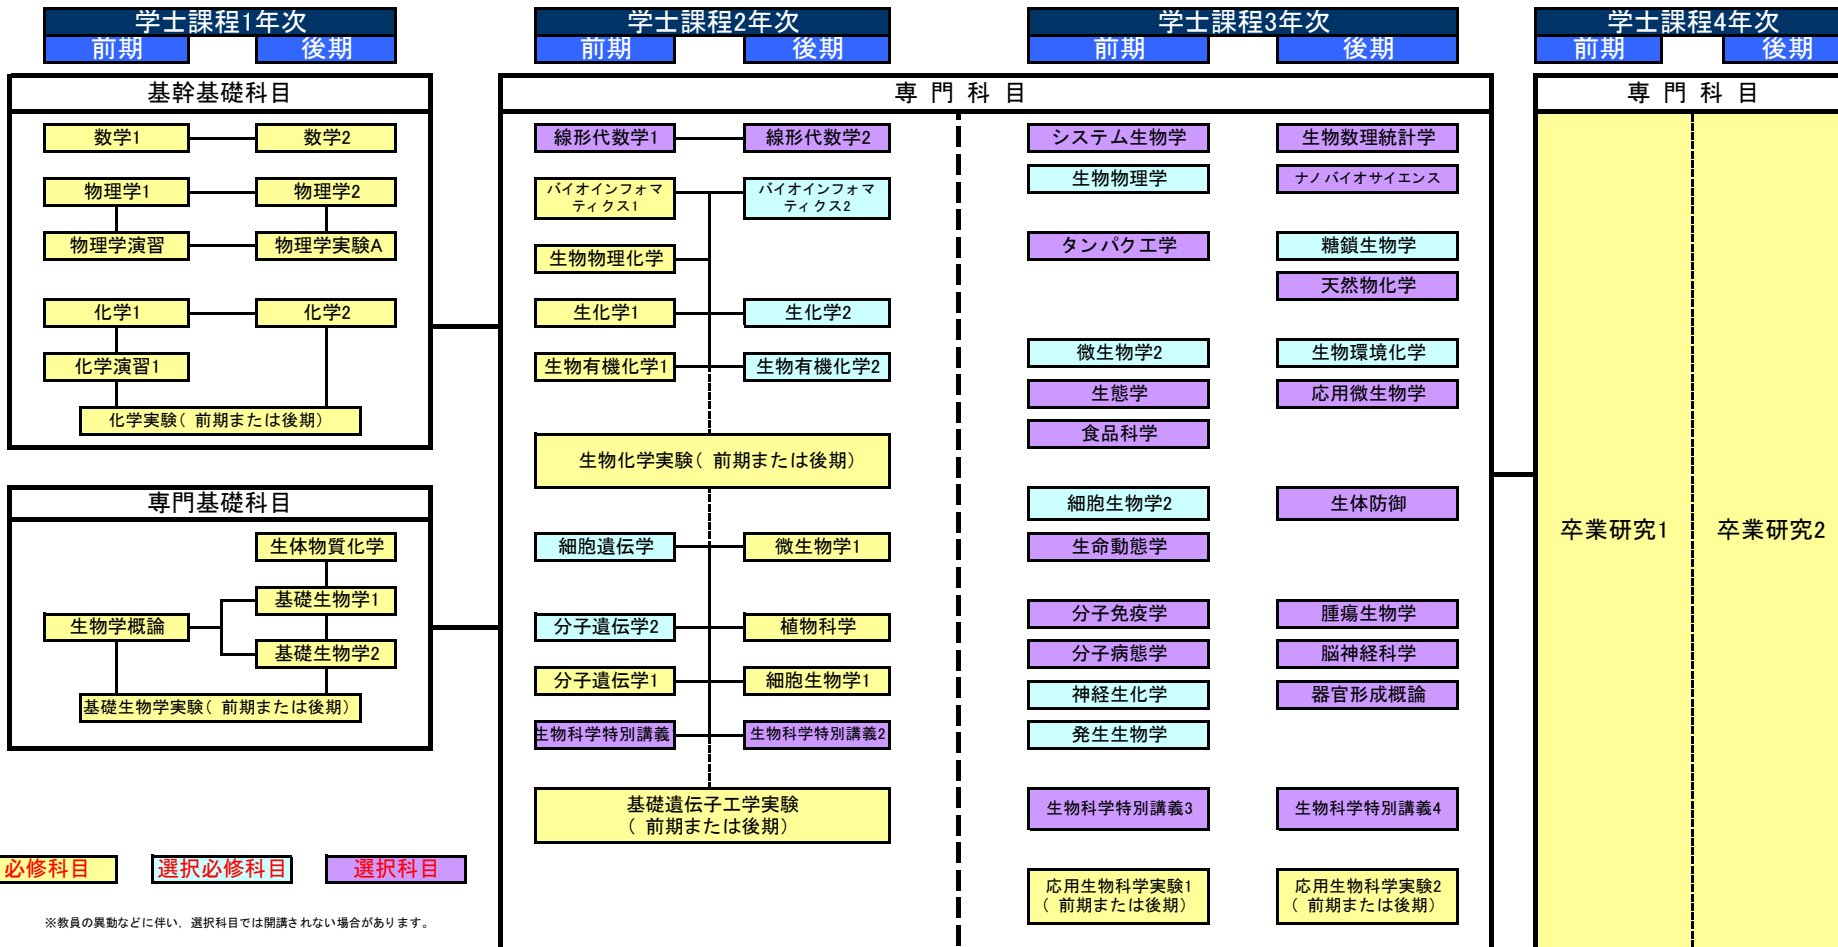 学士課程1年次
前期
後期
学士課程2年次
前期
後期
学士課程3年次
前期
後期
学士課程4年次
前期
後期
基幹基礎科目
数学1
数学2
物理学1
物理学2
物理学演習
物理学実験A
化学1
化学2
化学演習1
化学実験(前期または後期)
専門基礎科目
生体物質化学
基礎生物学1
生物学概論
基礎生物学2
基礎生物学実験(前期または後期)
必修科目
選択必修科目
選択科目
※教員の異動などに伴い、選択科目では開講されない場合があります。
専門科目
線形代数学1
線形代数学2
バイオインフォマ
ティクス1
バイオインフォマ
ティクス2
生物物理化学
生化学1
生化学2
生物有機化学1
生物有機化学2
生物化学実験(前期または後期)
細胞遺伝学
微生物学1
分子遺伝学2
植物科学
分子遺伝学1
細胞生物学1
生物科学特別講義
生物科学特別講義2
基礎遺伝子工学実験
(前期または後期)
システム生物学
生物数理統計学
生物物理学
ナノバイオサイエンス
タンパク工学
糖鎖生物学
天然物化学
微生物学2
生物環境化学
生態学
応用微生物学
食品科学
細胞生物学2
生体防御
生命動態学
分子免疫学
腫瘍生物学
分子病態学
脳神経科学
神経生化学
器官形成概論
発生生物学
生物科学特別講義3
生物科学特別講義4
応用生物科学実験1
(前期または後期)
応用生物科学実験2
(前期または後期)
専門科目
卒業研究1
卒業研究2